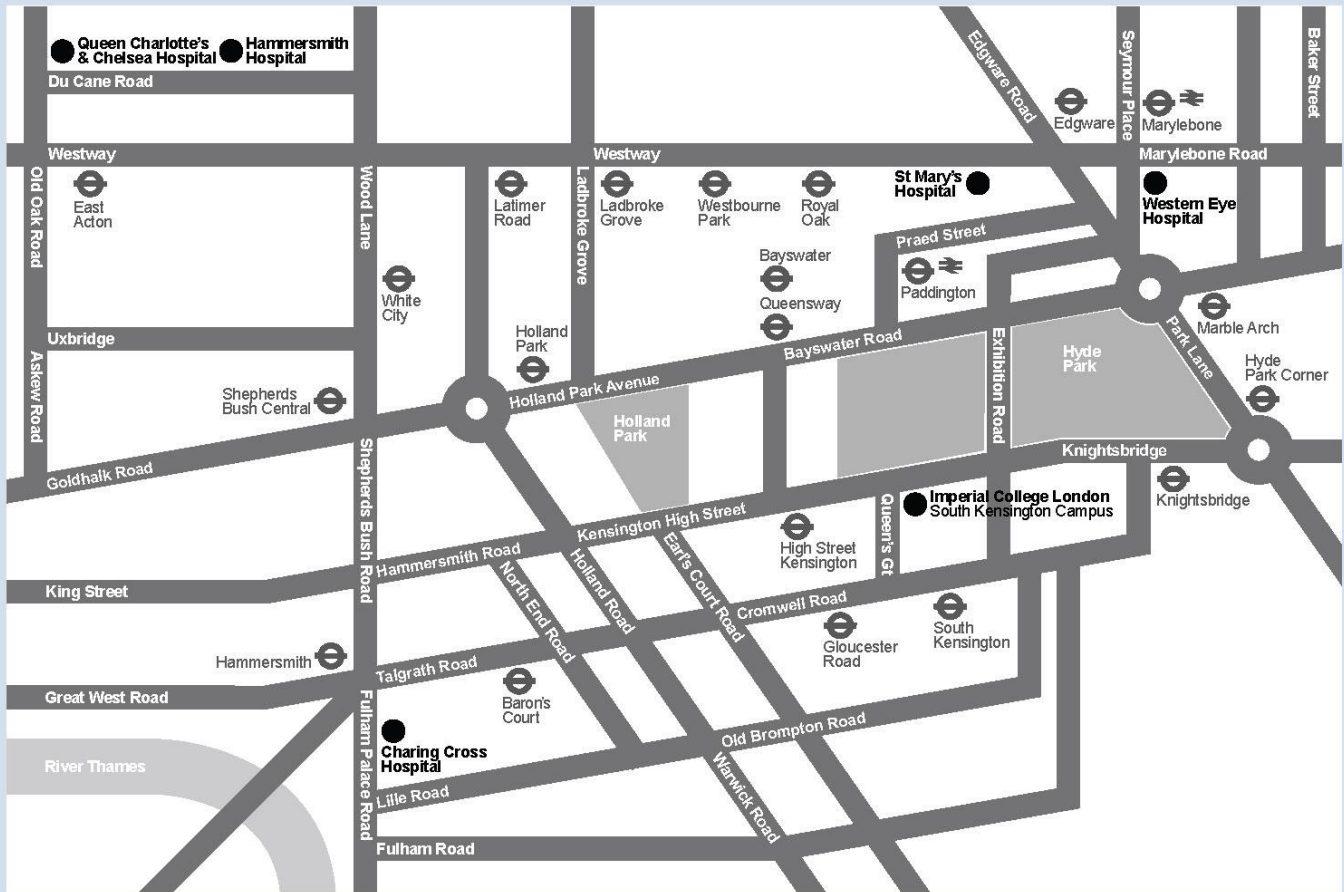 Queen Charlotte's
& Chelsea Hospital
Hammersmith
Hospital
Du Cane Road
Edgware Road
Seymour Place
Baker Street
Edgware
Marylebone
Westway
Westway
Marylebone Road
Old Oak Road
East
Acton
Wood Lane
Latimer
Road
Ladbroke Grove
Ladbroke
Grove
Westbourne
Park
Royal
Oak
St Mary's
Hospital
Western Eye
Hospital
Praed Street
Bayswater
Queensway
Paddington
White
City
Marble Arch
Park Lane
Uxbridge
Holland
Park
Bayswater Road
Exhibition Road
Hyde
Park
Hyde
Park Corner
Askew Road
Shepherds
Bush Central
Holland Park Avenue
Holland
Park
Goldhalk Road
Shepherds Bush Road
Knightsbridge
Knightsbridge
Queen's Gt
Imperial College London
South Kensington Campus
Kensington High Street
High Street
Kensington
Hammersmith Road
King Street
North End Road
Holland Road
Earl's Court Road
Cromwell Road
Gloucester
Road
South
Kensington
Hammersmith
Talgrath Road
Great West Road
Baron's
Court
Fulham Palace Road
Charing Cross
Hospital
Old Brompton Road
River Thames
Lille Road
Warwick Road
Fulham Road